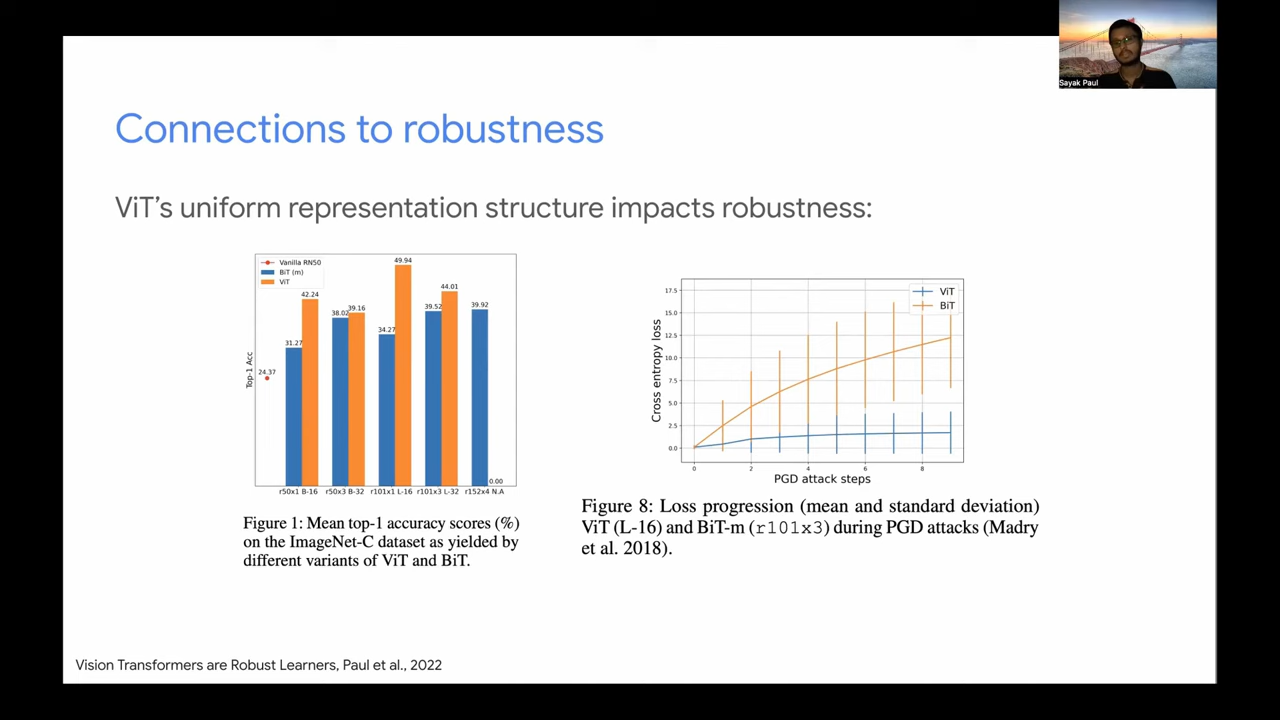 Sayak Paul
Connections to robustness
ViT's uniform representation structure impacts robustness:
Vanilla RN50
BiT (m)
ViT
Top-1 Acc
24.37
31.27
42.24
38.02
39.16
34.27
49.94
39.52
44.01
39.92
0.00
r50x1 B-16 r50x3 B-32 r101x1 L-16 r101x3 L-32 r152x4 N.A
Figure 1: Mean top-1 accuracy scores (%)
on the ImageNet-C dataset as yielded by
different variants of ViT and BiT.
ViT
BiT
Cross entropy loss
17.5
15.0
12.5
10.0
7.5
5.0
2.5
0.0
0 2 4 6 8
PGD attack steps
Figure 8: Loss progression (mean and standard deviation)
ViT (L-16) and BiT-m (r101x3) during PGD attacks (Madry
et al. 2018).
Vision Transformers are Robust Learners, Paul et al., 2022